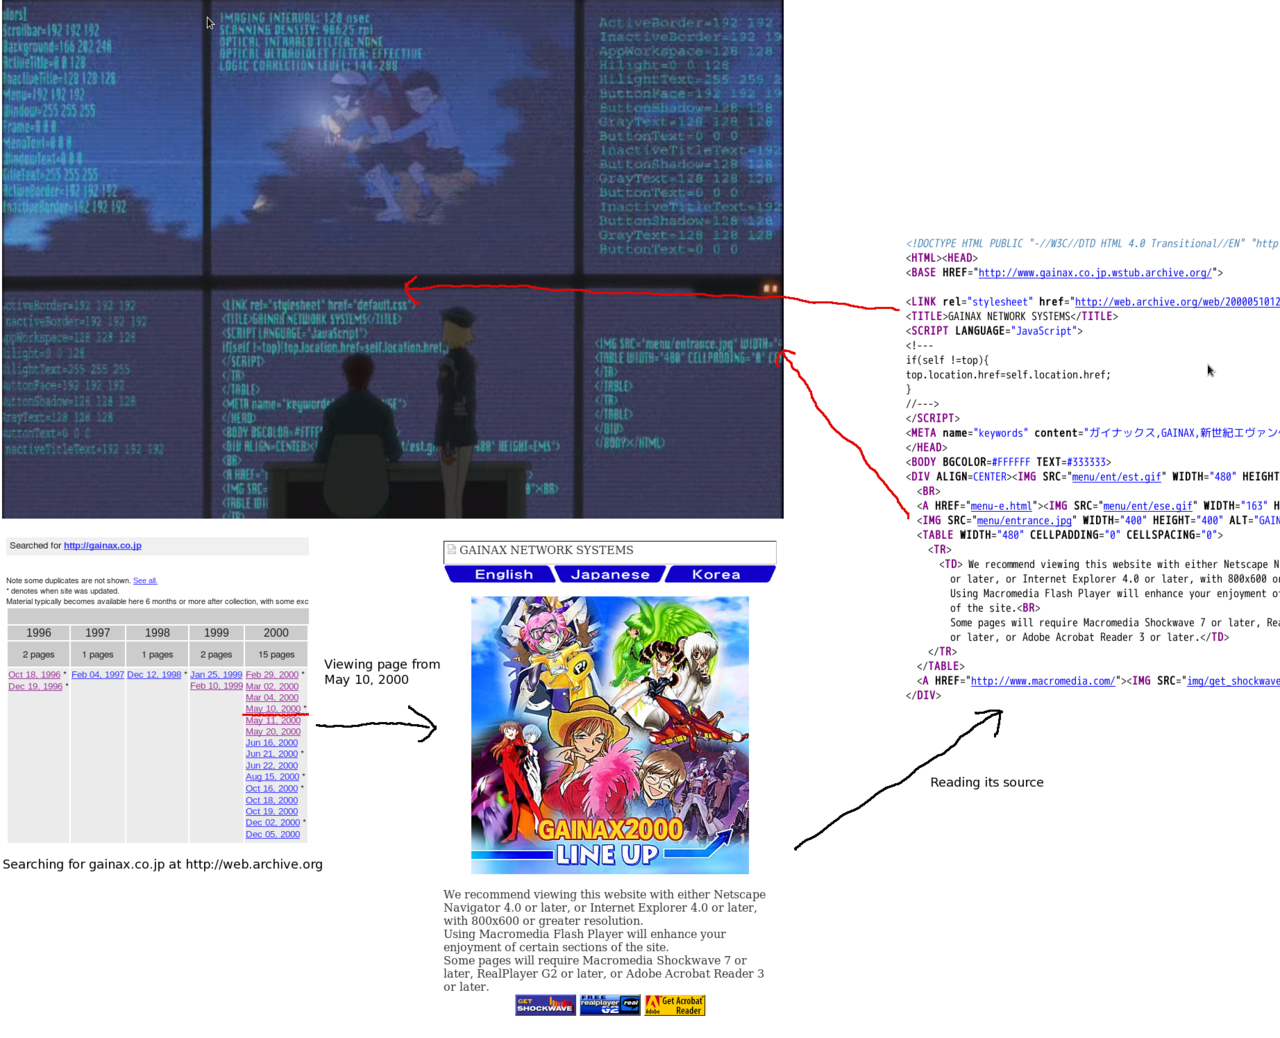 olors]
Scrollbar=192 192 192
Background=166 202 240
ActiveTitle=0 0 128
InactiveTitle=128 128 128
Menu=192 192 192
Window=255 255 255
Frame=0 0 0
MenuText=0 0 0
WindowText=0 0 0
TitleText=255 255 255
ActiveBorder=192 192 192
InactiveBorder=192 192 192
IMAGING INTERVAL: 120 nsec
SCANNING DENSITY: 98625 rpi
OPTICAL INFRARED FILTER: NONE
OPTICAL ULTRAVIOLET FILTER: EFFECTIVE
LOGIC CORRECTION LEVEL: 144-288
ActiveBorder=192 192
InactiveBorder=192 19
AppWorkspace=128 128
Hilight=0 0 128
HilightText=255 255 2
ButtonFace=192 192 19
ButtonShadow=128 128
GrayText=128 128 128
ButtonText=0 0 0
InactiveTitleText=192
ButtonShadow=128 128
GrayText=128 128 128
ButtonText=0 0 0
InactiveTitleText=192
ButtonShadow=128 128
GrayText=128 128 128
ButtonText=0 0 0
ctiveBorder=192 192 192
nactiveBorder=192 192 192
ppWorkspace=128 128 128
ilight=0 0 128
ilightText=255 255 255
uttonFace=192 192 192
uttonShadow=128 128 128
rayText=128 128 128
uttonText=0 0 0
nactiveTitleText=192 192 192
<LINK rel="stylesheet" href="default.css"
<TITLE>GAINAX NETWORK SYSTEMS</TITLE>
<SCRIPT LANGUAGE="JavaScript">
if(self !=top)top.location.href=self.location.href;
</SCRIPT>
</TR>
</TABLE>
<META name="keywords"
</HEAD>
<BODY BGCOLOR=#FFFF
<DIV ALIGN=CENTER><IMG
<BR>
<A HREF="
<IMG SRC="
<TABLE WI
</TR>
<IMG SRC="menu/entrance.jpg" WIDTH="
<TABLE WIDTH="480" CELLPADDING="0" C
</TR>
</TABLE>
</TR>
</TABLE>
</DIV>
</BODY></HTML>
<!DOCTYPE HTML PUBLIC "-//W3C//DTD HTML 4.0 Transitional//EN" "http
<HTML><HEAD>
<BASE HREF="http://www.gainax.co.jp.wstub.archive.org/">
<LINK rel="stylesheet" href="http://web.archive.org/web/2000051012
<TITLE>GAINAX NETWORK SYSTEMS</TITLE>
<SCRIPT LANGUAGE="JavaScript">
<!---
if(self !=top){
top.location.href=self.location.href;
}
//--->
</SCRIPT>
<META name="keywords" content="ガイナックス,GAINAX,新世紀エヴァン
</HEAD>
<BODY BGCOLOR=#FFFFFF TEXT=#333333>
<DIV ALIGN=CENTER><IMG SRC="menu/ent/est.gif" WIDTH="480" HEIGHT
<BR>
<A HREF="menu-e.html"><IMG SRC="menu/ent/ese.gif" WIDTH="163" H
<IMG SRC="menu/entrance.jpg" WIDTH="400" HEIGHT="400" ALT="GAIN
<TABLE WIDTH="480" CELLPADDING="0" CELLSPACING="0">
<TR>
<TD> We recommend viewing this website with either Netscape N
or later, or Internet Explorer 4.0 or later, with 800x600 or
Using Macromedia Flash Player will enhance your enjoyment of
of the site.<BR>
Some pages will require Macromedia Shockwave 7 or later, Rea
or later, or Adobe Acrobat Reader 3 or later.</TD>
</TR>
</TABLE>
<A HREF="http://www.macromedia.com/"><IMG SRC="img/get_shockwave
</DIV>
Reading its source
Searched for http://gainax.co.jp
Note some duplicates are not shown. See all.
* denotes when site was updated.
Material typically becomes available here 6 months or more after collection, with some exc
1996 1997 1998 1999 2000
2 pages 1 pages 1 pages 2 pages 15 pages
Oct 18, 1996 * Feb 04, 1997 Dec 12, 1998 * Jan 25, 1999 Feb 29, 2000 *
Dec 19, 1996 * Feb 10, 1999 Mar 02, 2000
Mar 04, 2000
May 10, 2000 *
May 11, 2000
May 20, 2000
Jun 16, 2000
Jun 21, 2000 *
Jun 22, 2000
Aug 15, 2000 *
Oct 16, 2000 *
Oct 18, 2000
Oct 19, 2000
Dec 02, 2000 *
Dec 05, 2000
Searching for gainax.co.jp at http://web.archive.org
Viewing page from
May 10, 2000
GAINAX NETWORK SYSTEMS
English Japanese Korea
GAINAX2000
LINE UP
We recommend viewing this website with either Netscape
Navigator 4.0 or later, or Internet Explorer 4.0 or later,
with 800x600 or greater resolution.
Using Macromedia Flash Player will enhance your
enjoyment of certain sections of the site.
Some pages will require Macromedia Shockwave 7 or
later, RealPlayer G2 or later, or Adobe Acrobat Reader 3
or later.
GET SHOCKWAVE
FREE realplayer G2 real
Get Acrobat Reader Adobe